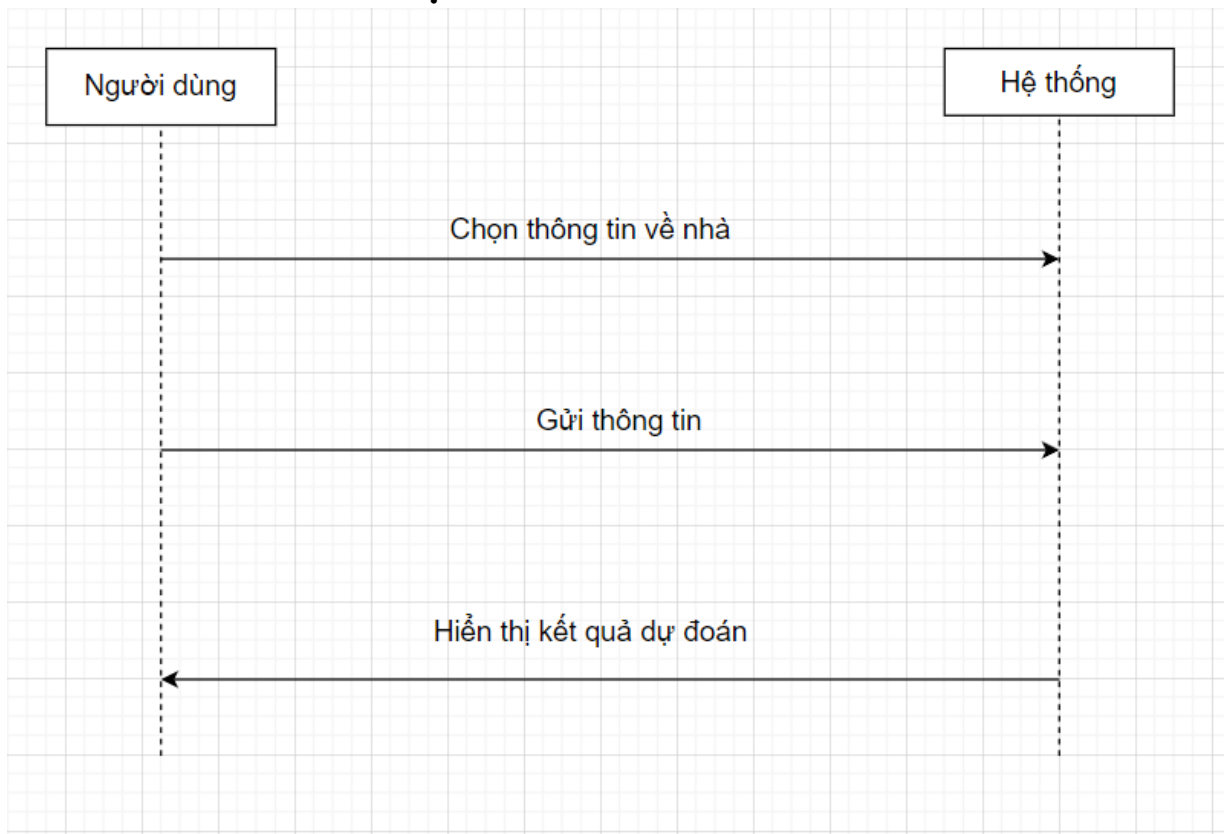 Người dùng
Hệ thống
Chọn thông tin về nhà
Gửi thông tin
Hiển thị kết quả dự đoán